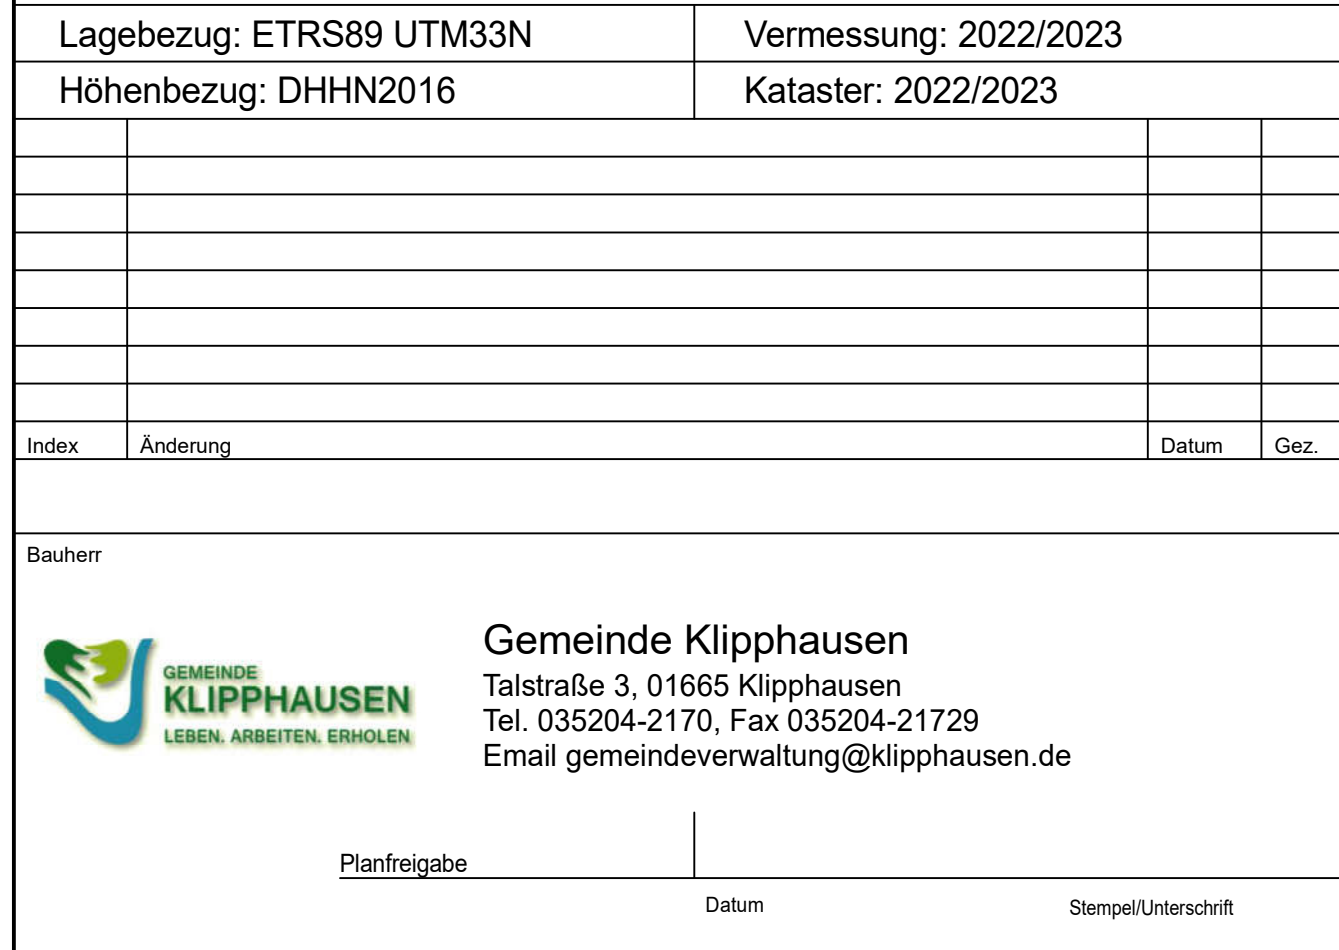 Lagebezug: ETRS89 UTM33N Vermessung: 2022/2023
Höhenbezug: DHHN2016 Kataster: 2022/2023
Index Änderung Datum Gez.
Bauherr
GEMEINDE
KLIPPHAUSEN
LEBEN. ARBEITEN. ERHOLEN
Gemeinde Klipphausen
Talstraße 3, 01665 Klipphausen
Tel. 035204-2170, Fax 035204-21729
Email gemeindeverwaltung@klipphausen.de
Planfreigabe
Datum Stempel/Unterschrift